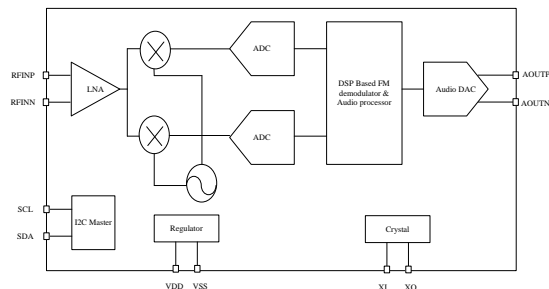 RFINP
RFINN
LNA
ADC
ADC
DSP Based FM
demodulator &
Audio processor
Audio DAC
AOUTP
AOUTN
SCL
SDA
I2C Master
Regulator
VDD
VSS
Crystal
XI
XO